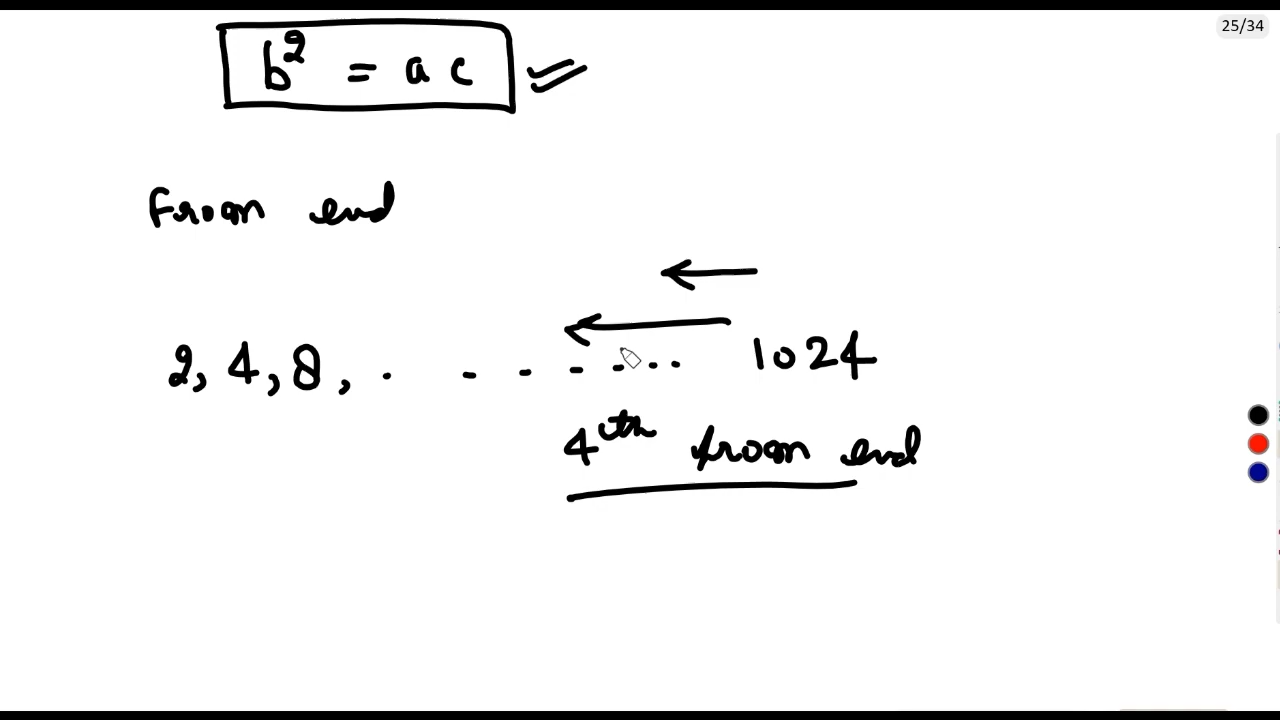 25/34
b² = ac
From end
2, 4, 8, . - - - - . . 1024
4th from end